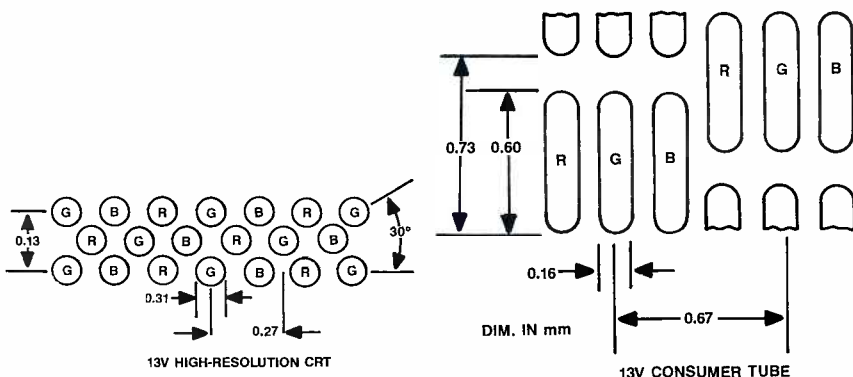 R G B
0.73 0.60
R G B
G B R G B R G
0.13
R G B R G B
30°
G B R G B R G
0.31
0.27
13V HIGH-RESOLUTION CRT
0.16
DIM. IN mm
0.67
13V CONSUMER TUBE